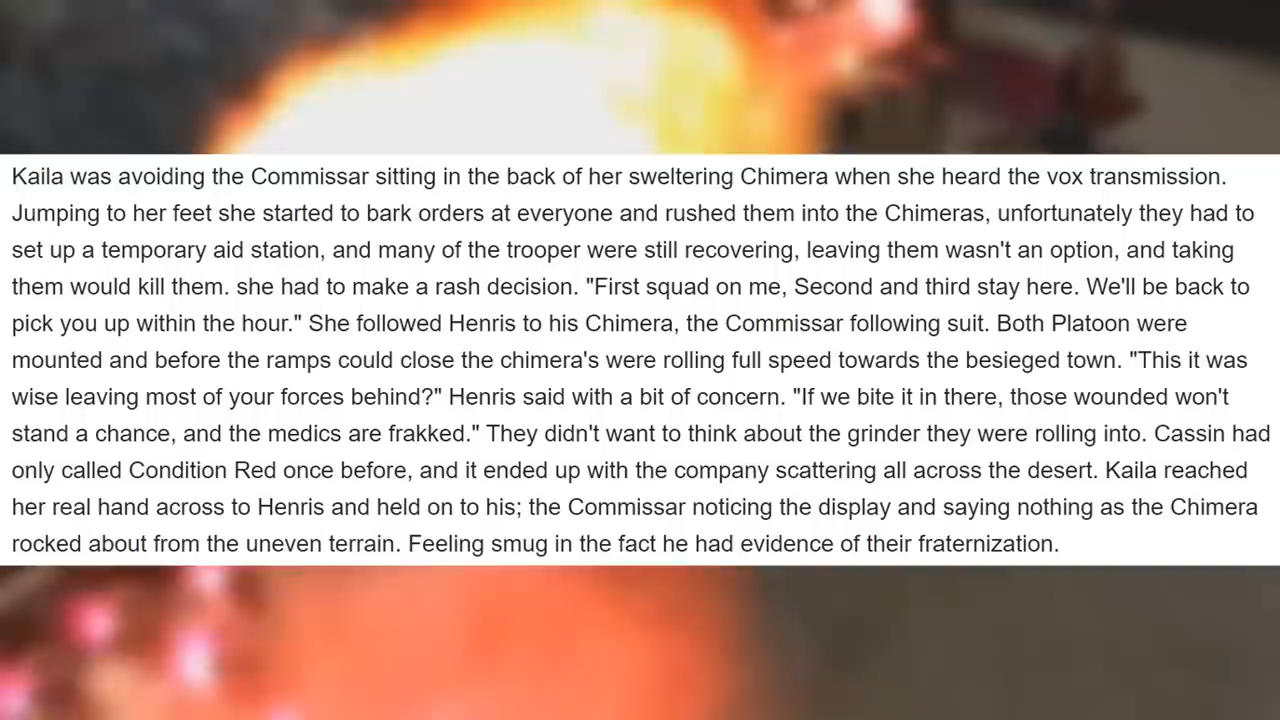 Kaila was avoiding the Commissar sitting in the back of her sweltering Chimera when she heard the vox transmission.
Jumping to her feet she started to bark orders at everyone and rushed them into the Chimeras, unfortunately they had to
set up a temporary aid station, and many of the trooper were still recovering, leaving them wasn't an option, and taking
them would kill them. she had to make a rash decision. "First squad on me, Second and third stay here. We'll be back to
pick you up within the hour." She followed Henris to his Chimera, the Commissar following suit. Both Platoon were
mounted and before the ramps could close the chimera's were rolling full speed towards the besieged town. "This it was
wise leaving most of your forces behind?" Henris said with a bit of concern. "If we bite it in there, those wounded won't
stand a chance, and the medics are frakked." They didn't want to think about the grinder they were rolling into. Cassin had
only called Condition Red once before, and it ended up with the company scattering all across the desert. Kaila reached
her real hand across to Henris and held on to his; the Commissar noticing the display and saying nothing as the Chimera
rocked about from the uneven terrain. Feeling smug in the fact he had evidence of their fraternization.